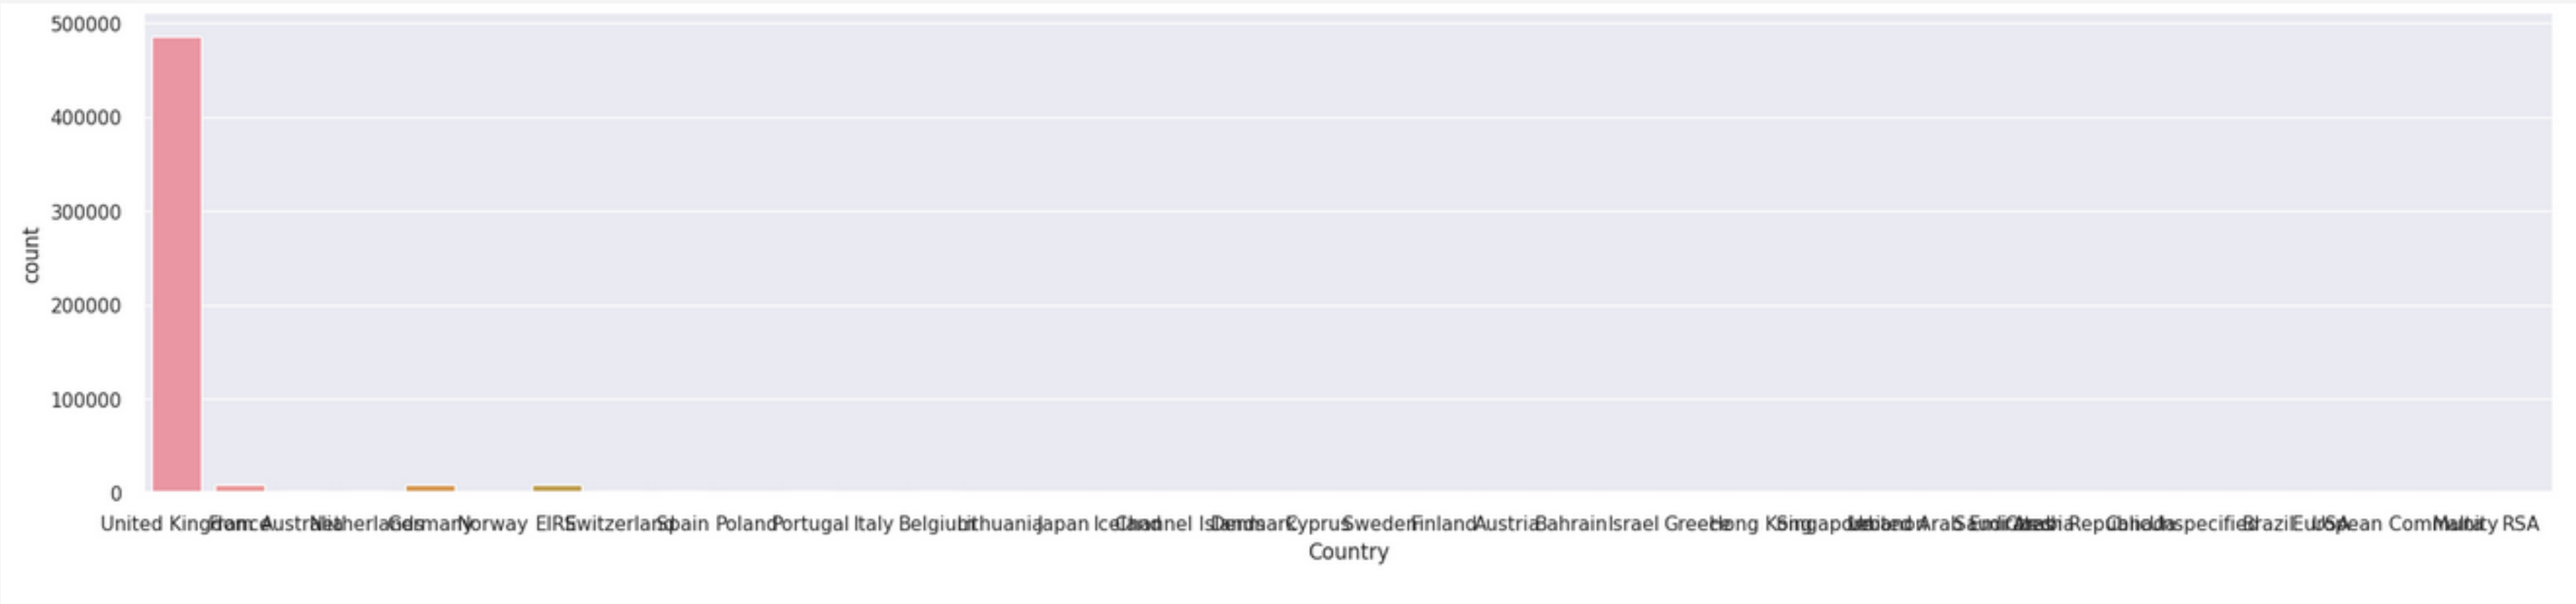 500000
400000
300000
200000
100000
0
count
United Kingdom France Australia Netherlands Germany Norway EIRE Switzerland Spain Poland Portugal Italy Belgium Lithuania Japan Iceland Channel Islands Denmark Cyprus Sweden Finland Austria Bahrain Israel Greece Hong Kong Singapore Lebanon United Arab Emirates Saudi Arabia Czech Republic Canada Unspecified Brazil USA European Community Malta RSA
Country